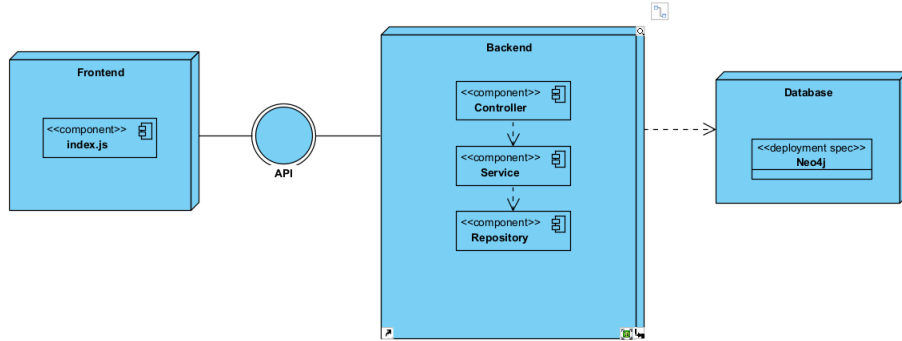 Frontend
<<component>>
index.js
API
Backend
<<component>>
Controller
<<component>>
Service
<<component>>
Repository
Database
<<deployment spec>>
Neo4j